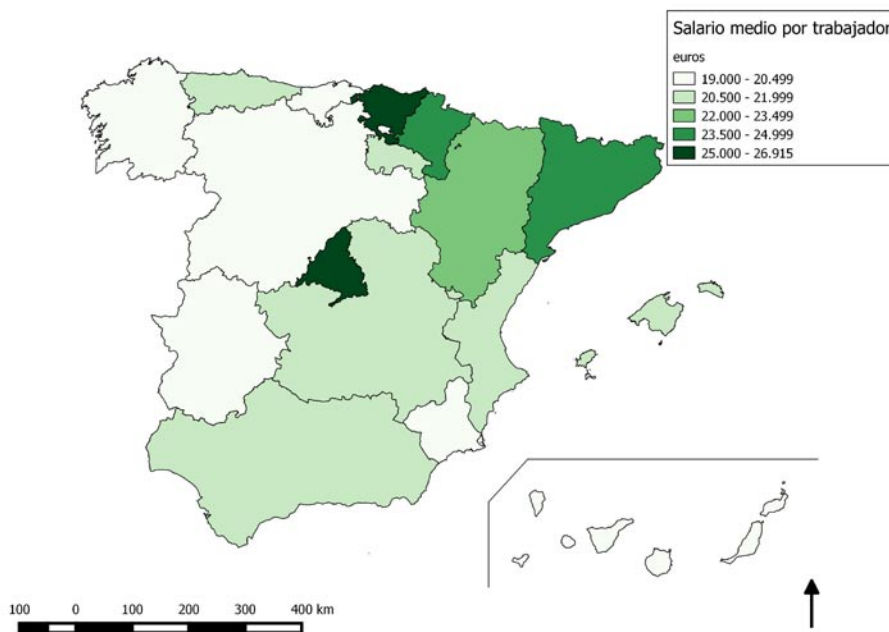 Salario medio por trabajador
euros
19.000 - 20.499
20.500 - 21.999
22.000 - 23.499
23.500 - 24.999
25.000 - 26.915
100 0 100 200 300 400 km